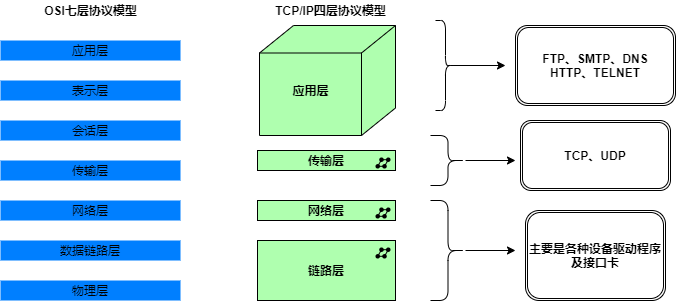 OSI七层协议模型
应用层
表示层
会话层
传输层
网络层
数据链路层
物理层
TCP/IP四层协议模型
应用层
传输层
网络层
链路层
FTP、SMTP、DNS
HTTP、TELNET
TCP、UDP
主要是各种设备驱动程序
及接口卡